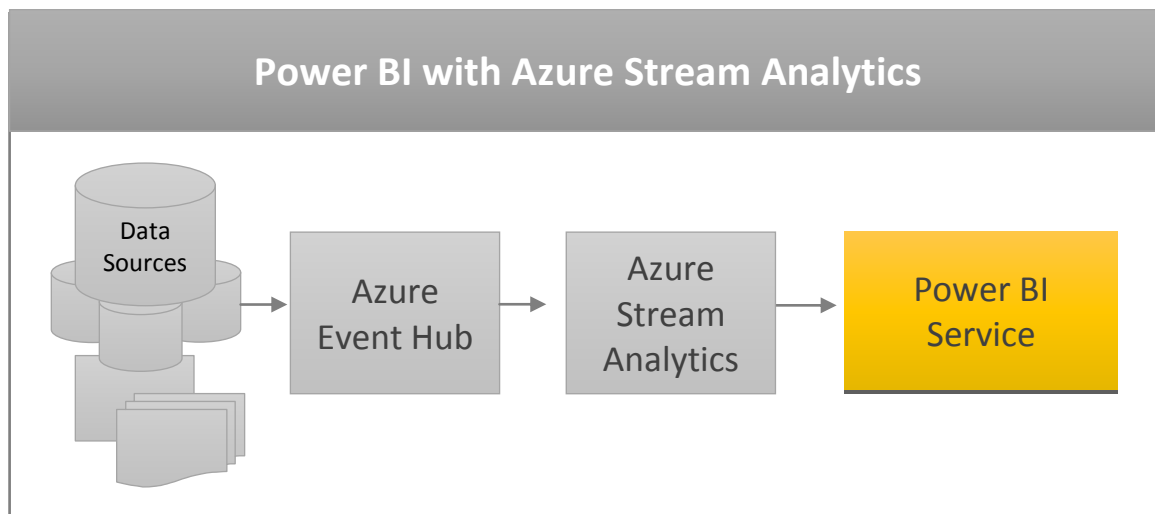 Power BI with Azure Stream Analytics
Data
Sources
Azure
Event Hub
Azure
Stream
Analytics
Power BI
Service